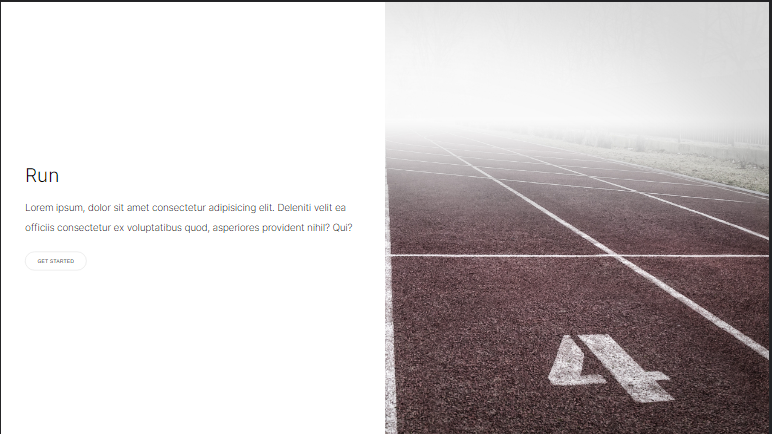 Run
Lorem ipsum, dolor sit amet consectetur adipisicing elit. Deleniti velit ea
officiis consectetur ex voluptatibus quod, asperiores provident nihil? Qui?
GET STARTED
4